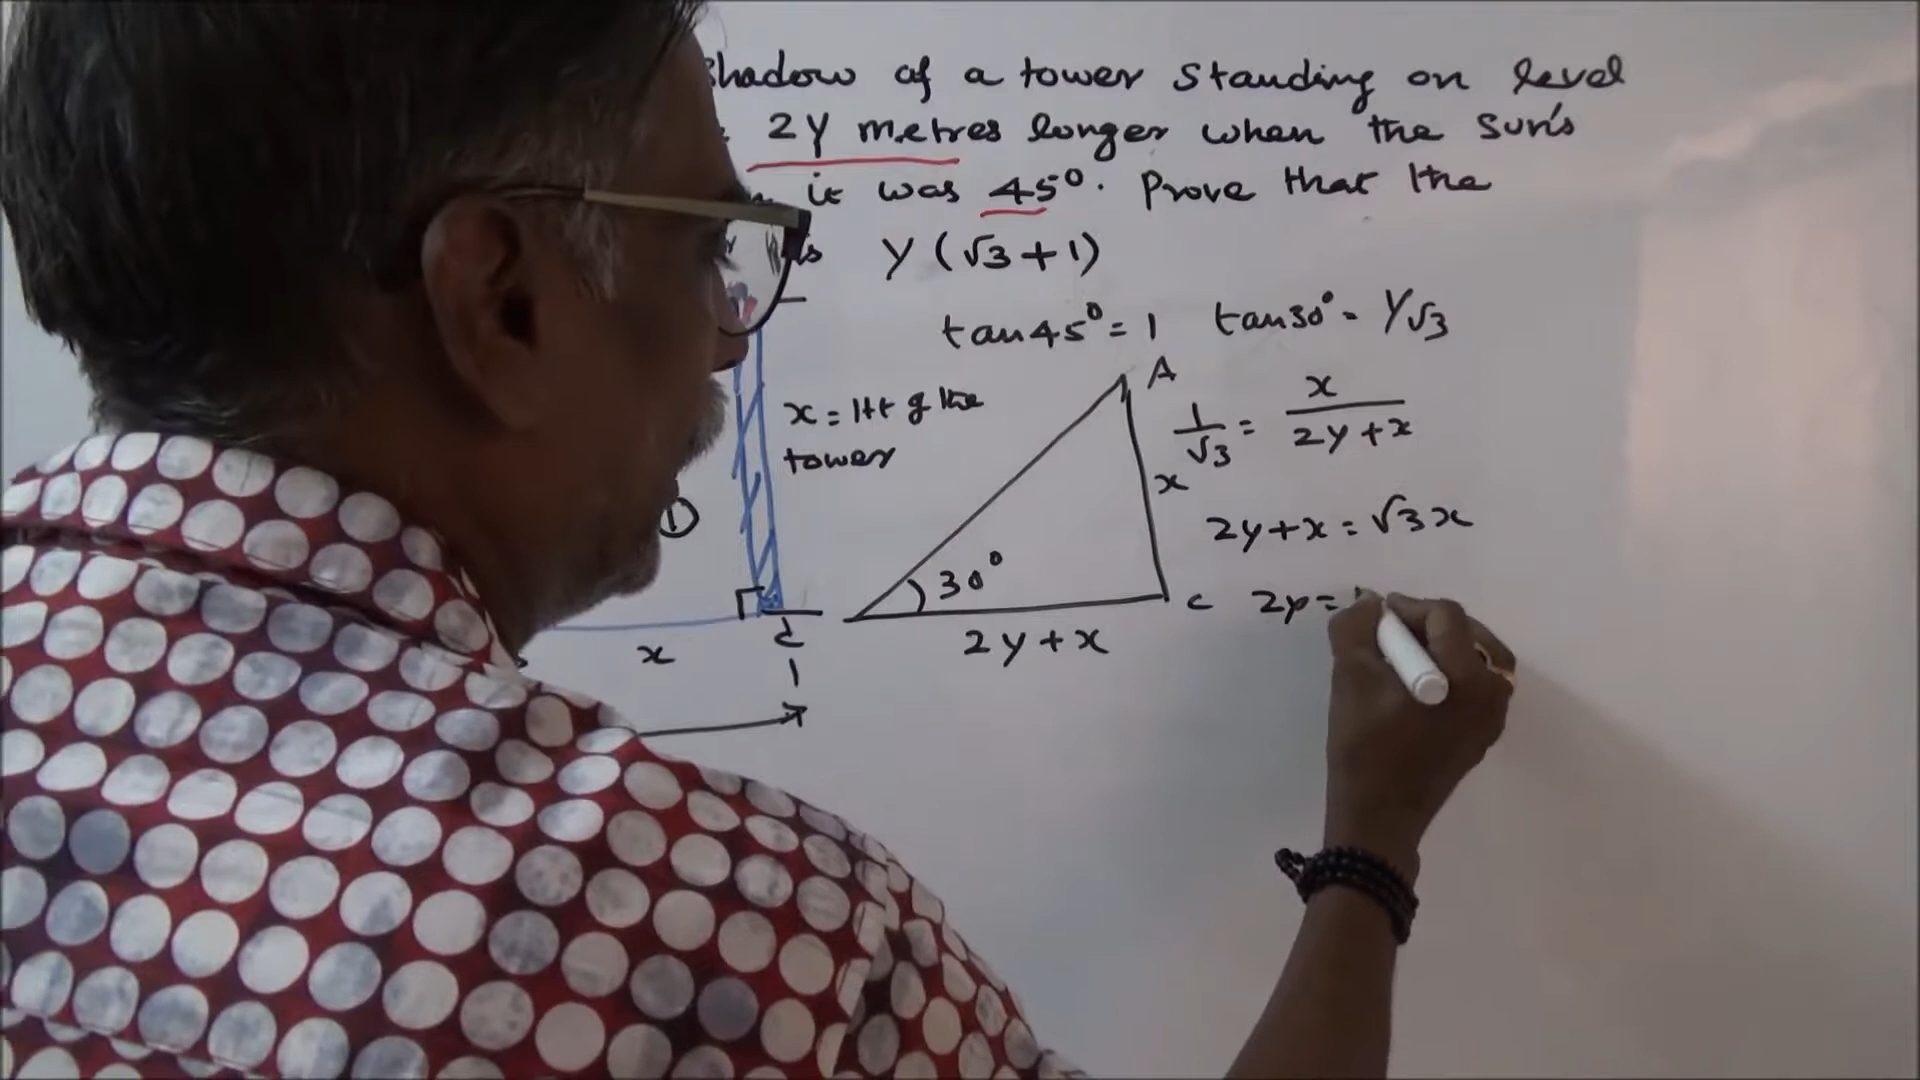 shadow of a tower standing on level
2Y metres longer when the Sun's
it was 45°. Prove that the
is Y(√3+1)
tan45° = 1 tan30° = 1/√3
x = Ht of the
tower
①
x
C
1
A
30°
x
2y+x
C
1/√3 = x/2y+x
2y+x = √3x
2y =